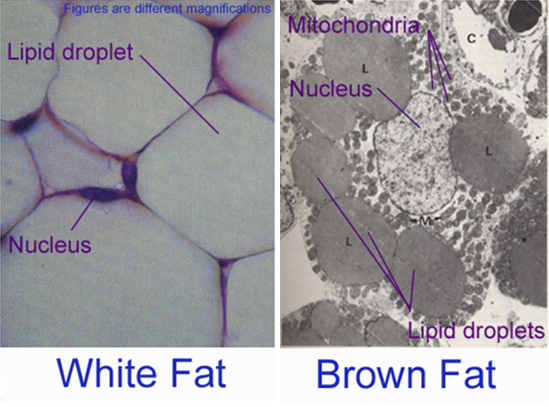 Figures are different magnifications
Lipid droplet
Nucleus
White Fat
Mitochondria
C
L
Nucleus
L
M
L
Lipid droplets
Brown Fat